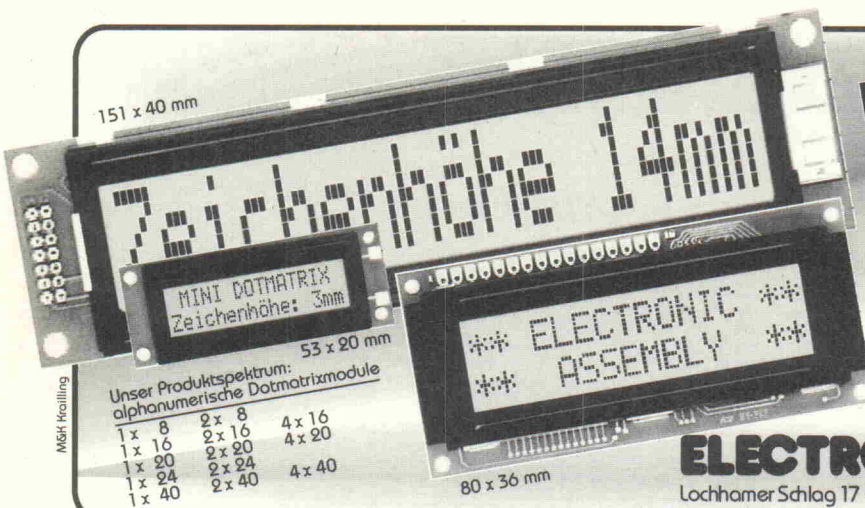 151 x 40 mm
Zeichenhöhe 14mm
MINI DOTMATRIX
Zeichenhöhe: 3mm
53 x 20 mm
** ELECTRONIC **
** ASSEMBLY **
80 x 36 mm
Unser Produktspektrum:
alphanumerische Dotmatrixmodule
1 x 8 2 x 8
1 x 16 2 x 16 4 x 16
1 x 20 2 x 20 4 x 20
1 x 24 2 x 24
1 x 40 2 x 40 4 x 40
M&K Krailling
Lochhamer Schlag 17